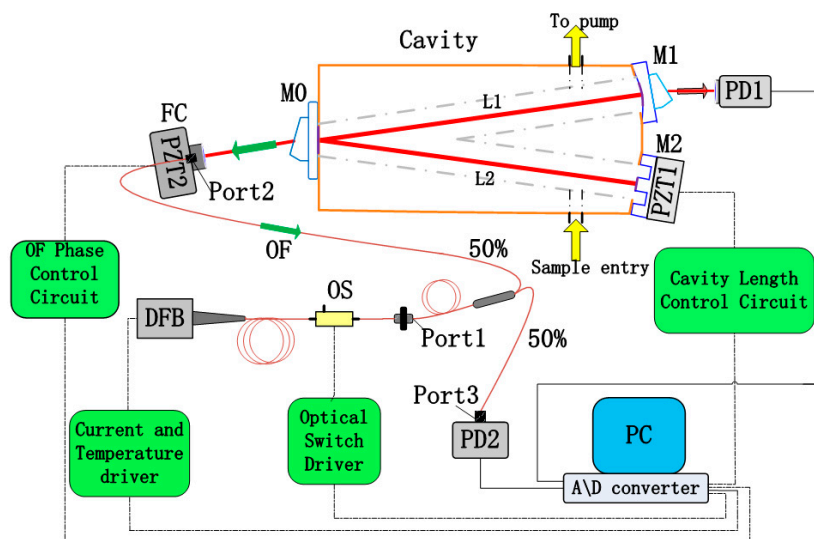 To pump
Cavity
M1
M0
PD1
L1
FC
M2
PZT2
PZT1
Port2
L2
OF
50%
Sample entry
OF Phase
Control
Circuit
Cavity Length
Control Circuit
DFB
OS
Port1
50%
Port3
Current and
Temperature
driver
Optical
Switch
Driver
PD2
PC
A\D converter